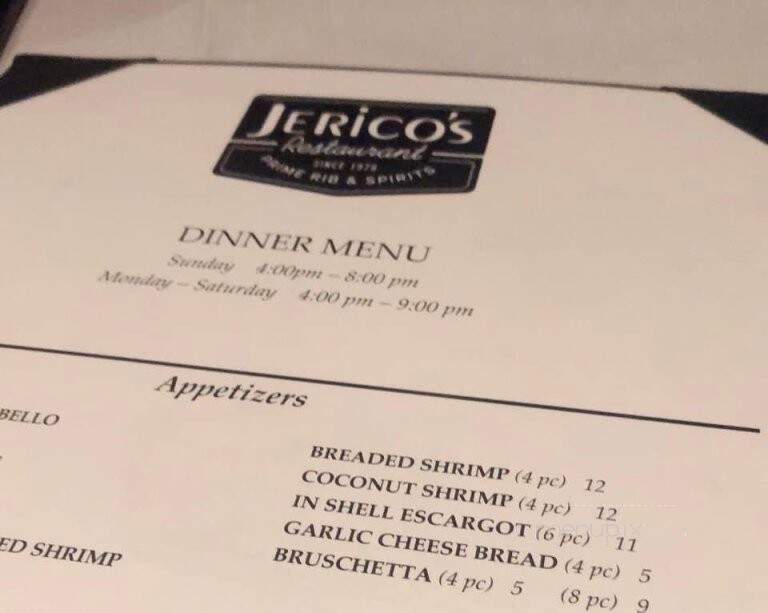 JERICO'S
Restaurant
SINCE 1978
PRIME RIB & SPIRITS
DINNER MENU
Sunday 4:00pm – 8:00 pm
Monday – Saturday 4:00 pm – 9:00 pm
Appetizers
BELLO
ED SHRIMP
BREADED SHRIMP (4 pc) 12
COCONUT SHRIMP (4 pc) 12
IN SHELL ESCARGOT (6 pc) 11
GARLIC CHEESE BREAD (4 pc) 5
BRUSCHETTA (4 pc) 5 (8 pc) 9